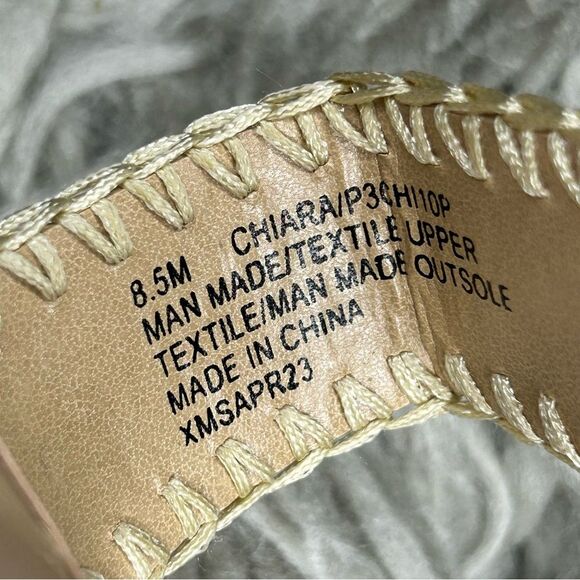 8.5M CHIARA/P3CHI10P
MAN MADE/TEXTILE UPPER
TEXTILE/MAN MADE OUTSOLE
MADE IN CHINA
XMSAPR23